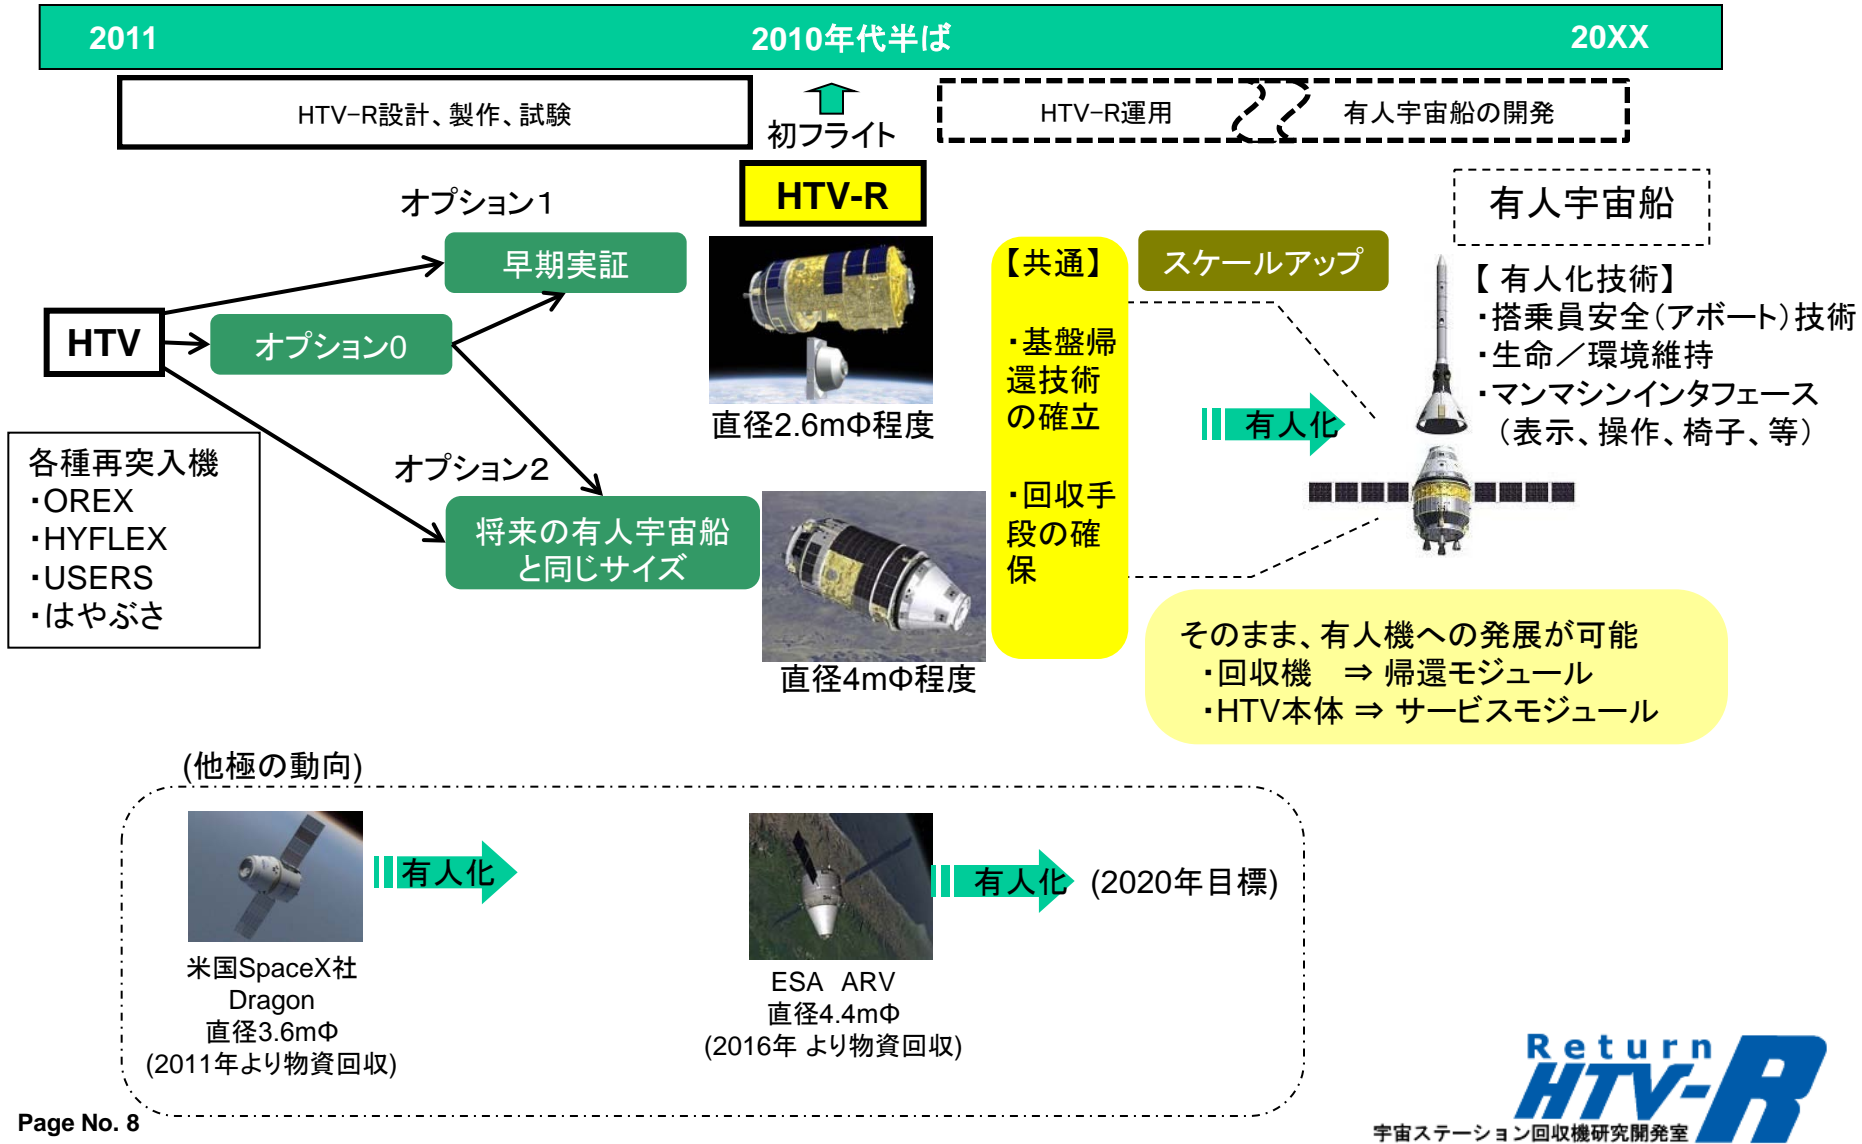 2011
2010年代半ば
20XX
HTV-R設計、製作、試験
初フライト
HTV-R運用
有人宇宙船の開発
HTV-R
有人宇宙船
オプション1
早期実証
HTV
オプション0
オプション2
将来の有人宇宙船
と同じサイズ
各種再突入機
・OREX
・HYFLEX
・USERS
・はやぶさ
直径2.6mΦ程度
直径4mΦ程度
【共通】
・基盤帰
還技術
の確立
・回収手
段の確
保
スケールアップ
有人化
【 有人化技術】
・搭乗員安全(アボート)技術
・生命／環境維持
・マンマシンインタフェース
(表示、操作、椅子、等)
そのまま、有人機への発展が可能
・回収機　⇒ 帰還モジュール
・HTV本体 ⇒ サービスモジュール
(他極の動向)
有人化
米国SpaceX社
Dragon
直径3.6mΦ
(2011年より物資回収)
有人化
(2020年目標)
ESA　ARV
直径4.4mΦ
(2016年 より物資回収)
Return
HTV-R
宇宙ステーション回収機研究開発室
Page No. 8